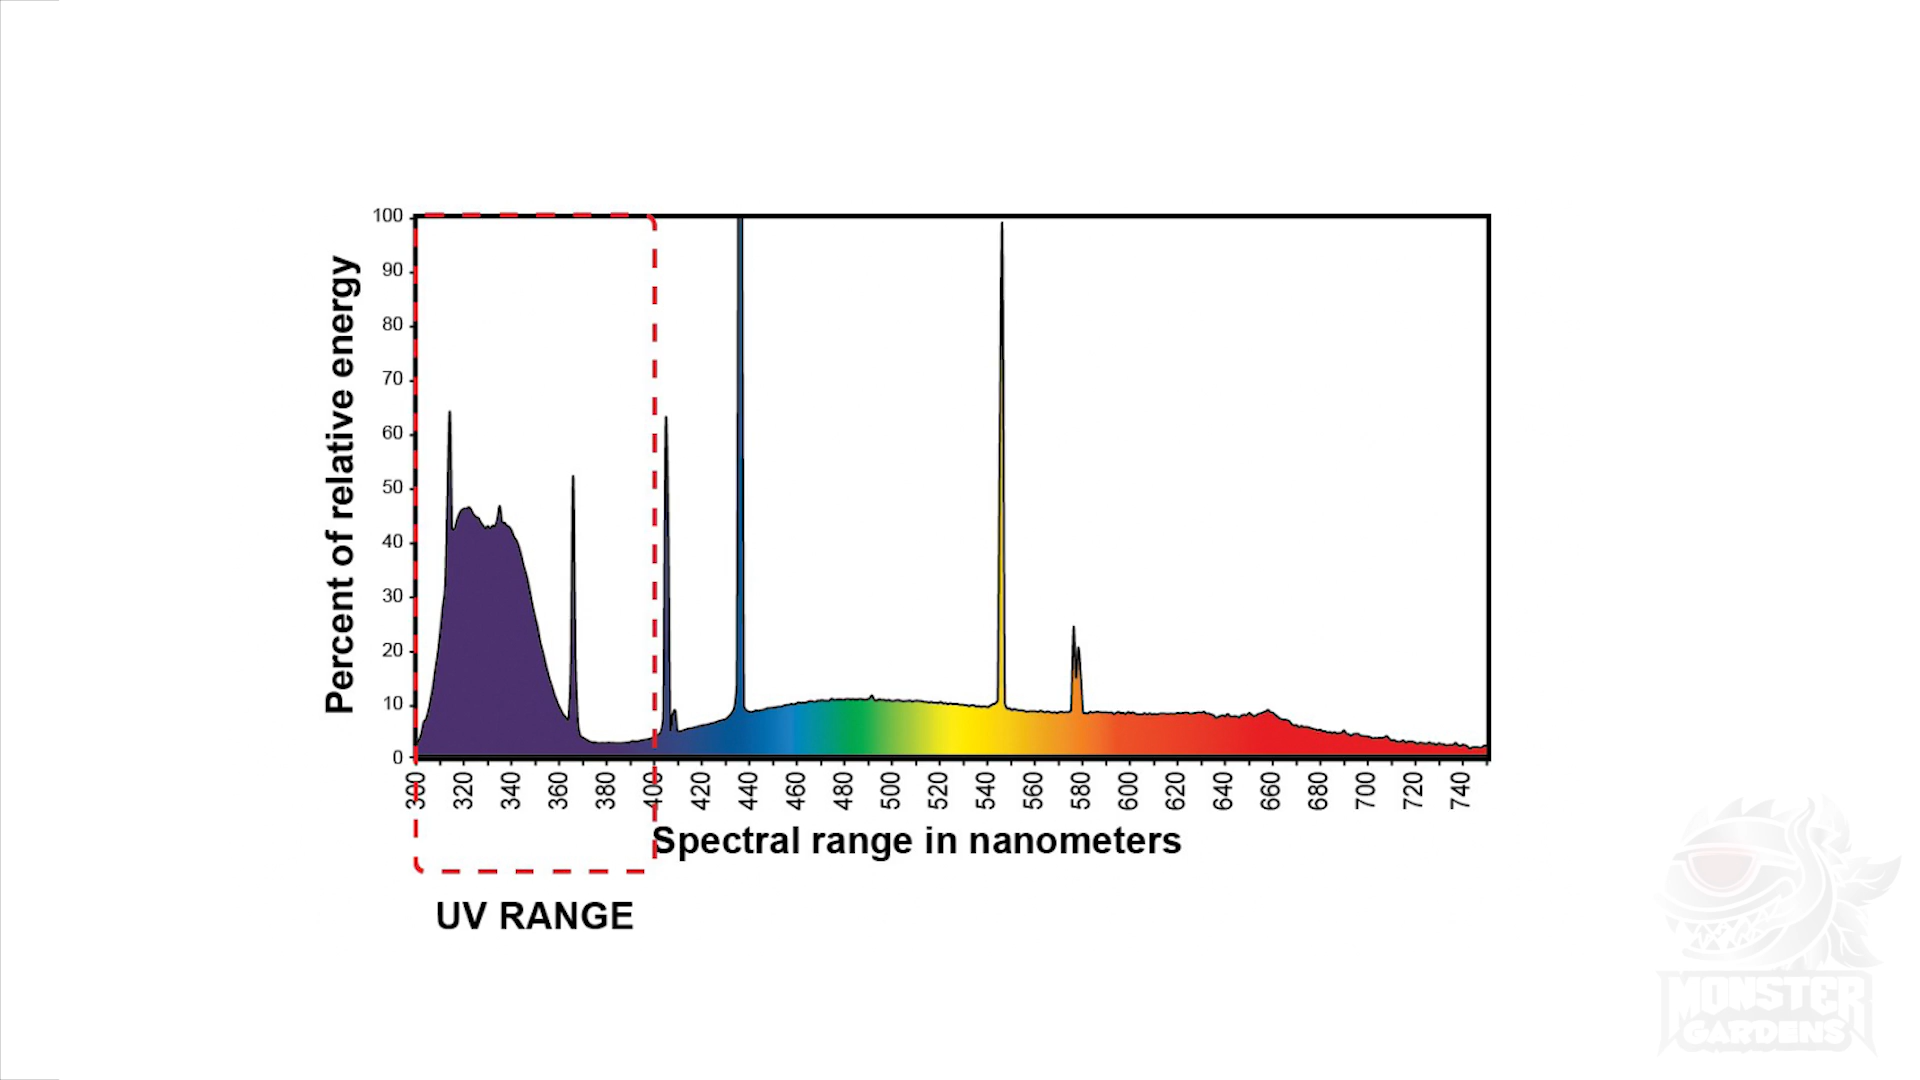 Percent of relative energy
100
90
80
70
60
50
40
30
20
10
0
300 320 340 360 380 400 420 440 460 480 500 520 540 560 580 600 620 640 660 680 700 720 740
Spectral range in nanometers
UV RANGE
MONSTER
GARDENS